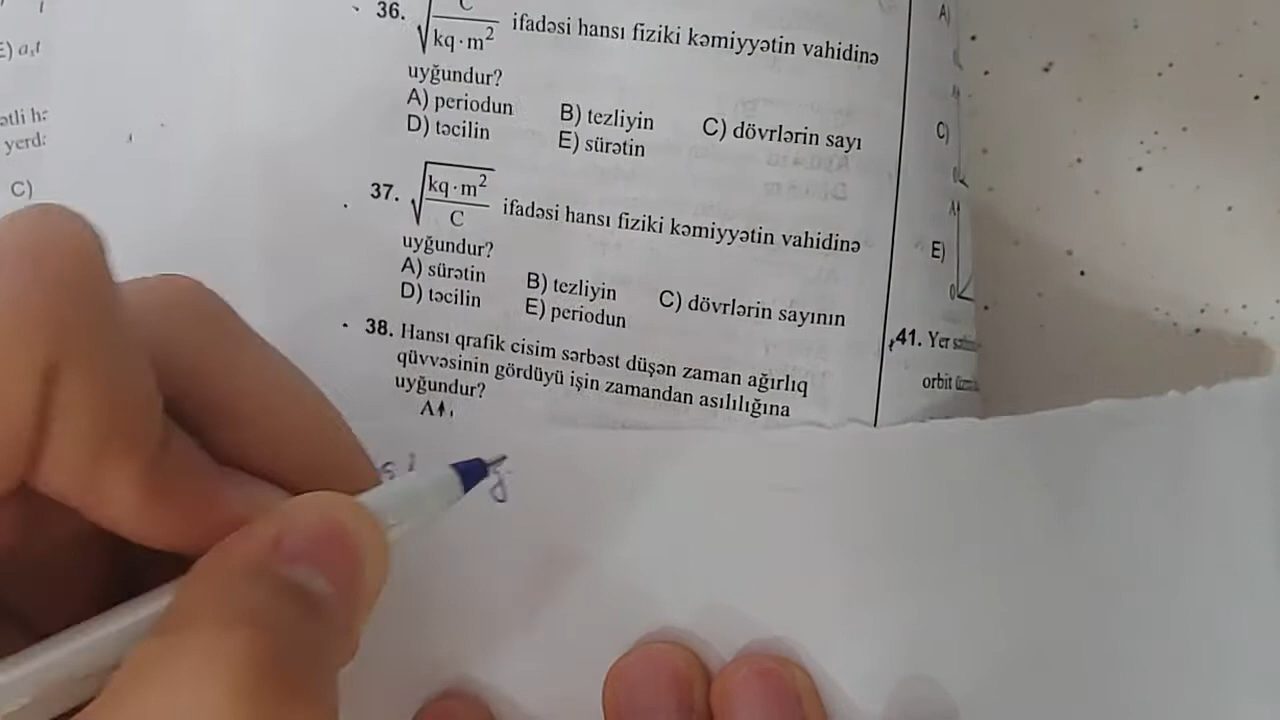 E) a,t
yerd:
C)
36. √C/kq·m² ifadəsi hansı fiziki kəmiyyətin vahidinə
uyğundur?
A) periodun B) tezliyin C) dövrlərin sayı
D) təcilin E) sürətin
37. √kq·m²/C ifadəsi hansı fiziki kəmiyyətin vahidinə
uyğundur?
A) sürətin B) tezliyin C) dövrlərin sayının
D) təcilin E) periodun
38. Hansı qrafik cisim sərbəst düşən zaman ağırlıq
qüvvəsinin gördüyü işin zamandan asılılığına
uyğundur?
A
A)
C)
A
E)
0
41. Yer
orbit